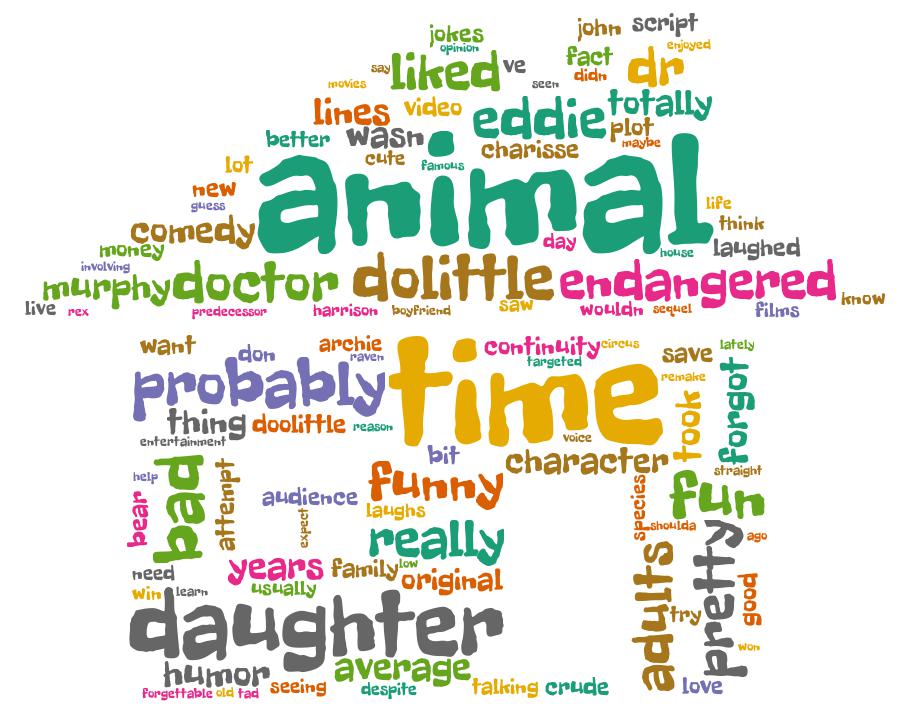 jokes john script
opinion enjoyed
say liked ve fact
movies seen didn dr
lines video eddie totally
better wasn plot
cute famous charisse maybe
lot animal
new
guess life
comedy day think
money house laughed
involving
murphy doctor dolittle endangered
live rex predecessor harrison boyfriend saw wouldn sequel films know
want don archie time continuity circus save lately
raven targeted
probably remake forgot
thing doolittle reason took
entertainment voice
bit character
help bad attempt funny straight
bear audience laughs species fun
expect shoulda ago
really pretty
years family low adults
need usually original good
win learn try
daughter won
humor average
forgettable old tad seeing despite talking crude love